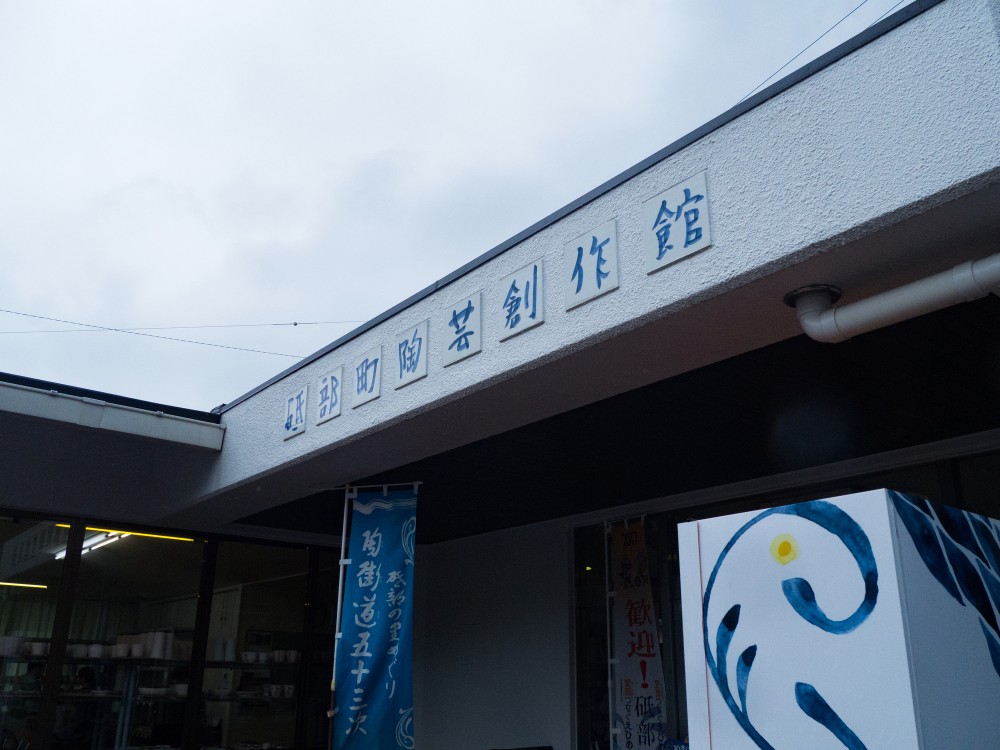 砥部町陶芸創作館
砥部の里めぐり
陶街道五十三次
歓迎!
砥部